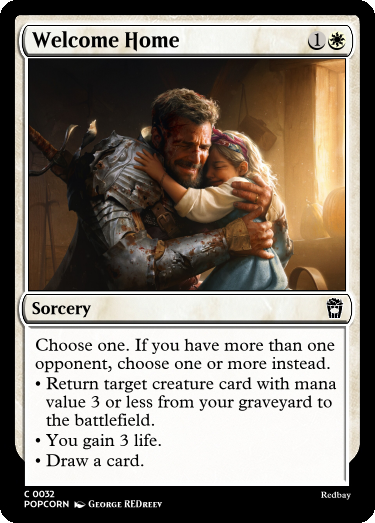 Welcome Home 1
Sorcery
Choose one. If you have more than one
opponent, choose one or more instead.
• Return target creature card with mana
value 3 or less from your graveyard to
the battlefield.
• You gain 3 life.
• Draw a card.
C 0032
Redbay
POPCORN George REDreev